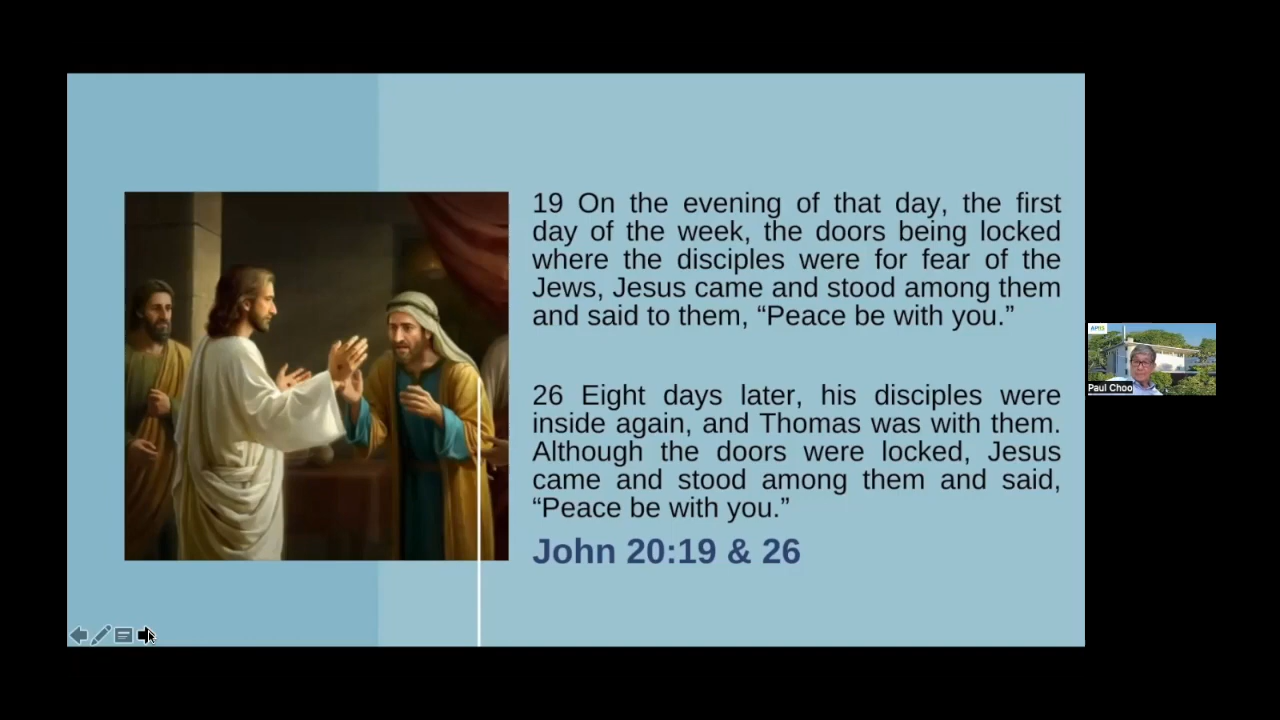 19 On the evening of that day, the first
day of the week, the doors being locked
where the disciples were for fear of the
Jews, Jesus came and stood among them
and said to them, “Peace be with you.”
26 Eight days later, his disciples were
inside again, and Thomas was with them.
Although the doors were locked, Jesus
came and stood among them and said,
“Peace be with you.”
John 20:19 & 26
Paul Choo